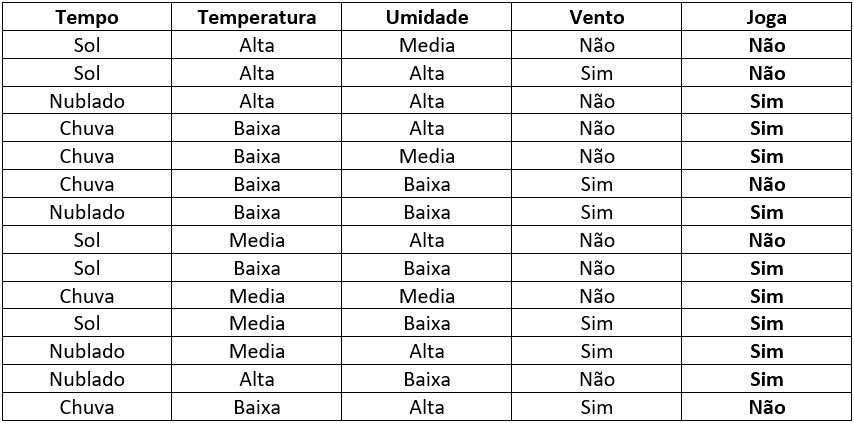 Tempo Temperatura Umidade Vento Joga
Sol Alta Media Não Não
Sol Alta Alta Sim Não
Nublado Alta Alta Não Sim
Chuva Baixa Alta Não Sim
Chuva Baixa Media Não Sim
Chuva Baixa Baixa Sim Não
Nublado Baixa Baixa Sim Sim
Sol Media Alta Não Não
Sol Baixa Baixa Não Sim
Chuva Media Media Não Sim
Sol Media Baixa Sim Sim
Nublado Media Alta Sim Sim
Nublado Alta Baixa Não Sim
Chuva Baixa Alta Sim Não